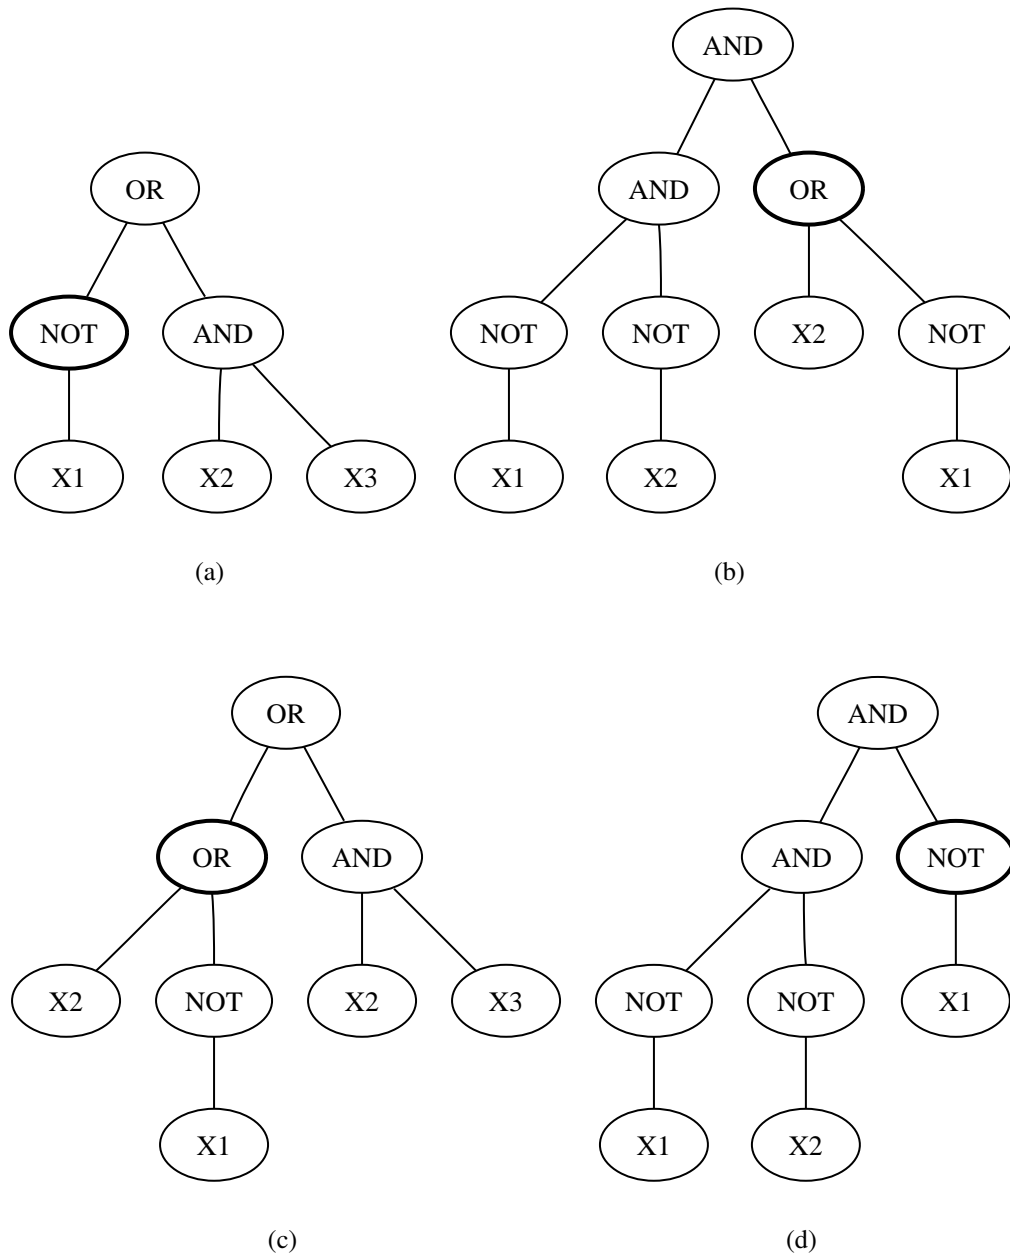 AND
OR
AND
OR
NOT
AND
NOT
NOT
X2
NOT
X1
X2
X3
X1
X2
X1
(a)
(b)
OR
AND
OR
AND
AND
NOT
X2
NOT
X2
X3
NOT
NOT
X1
X1
X1
X2
(c)
(d)